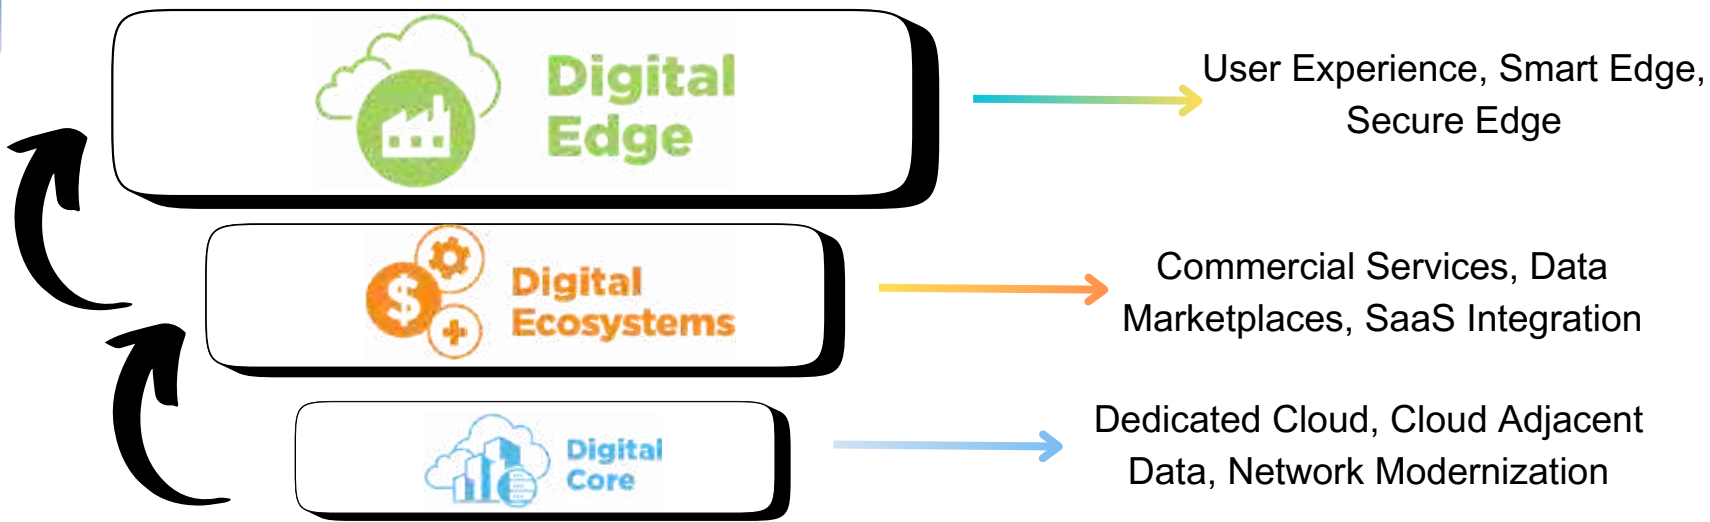 Digital
Edge
User Experience, Smart Edge,
Secure Edge
$
Digital
Ecosystems
Commercial Services, Data
Marketplaces, SaaS Integration
Digital
Core
Dedicated Cloud, Cloud Adjacent
Data, Network Modernization